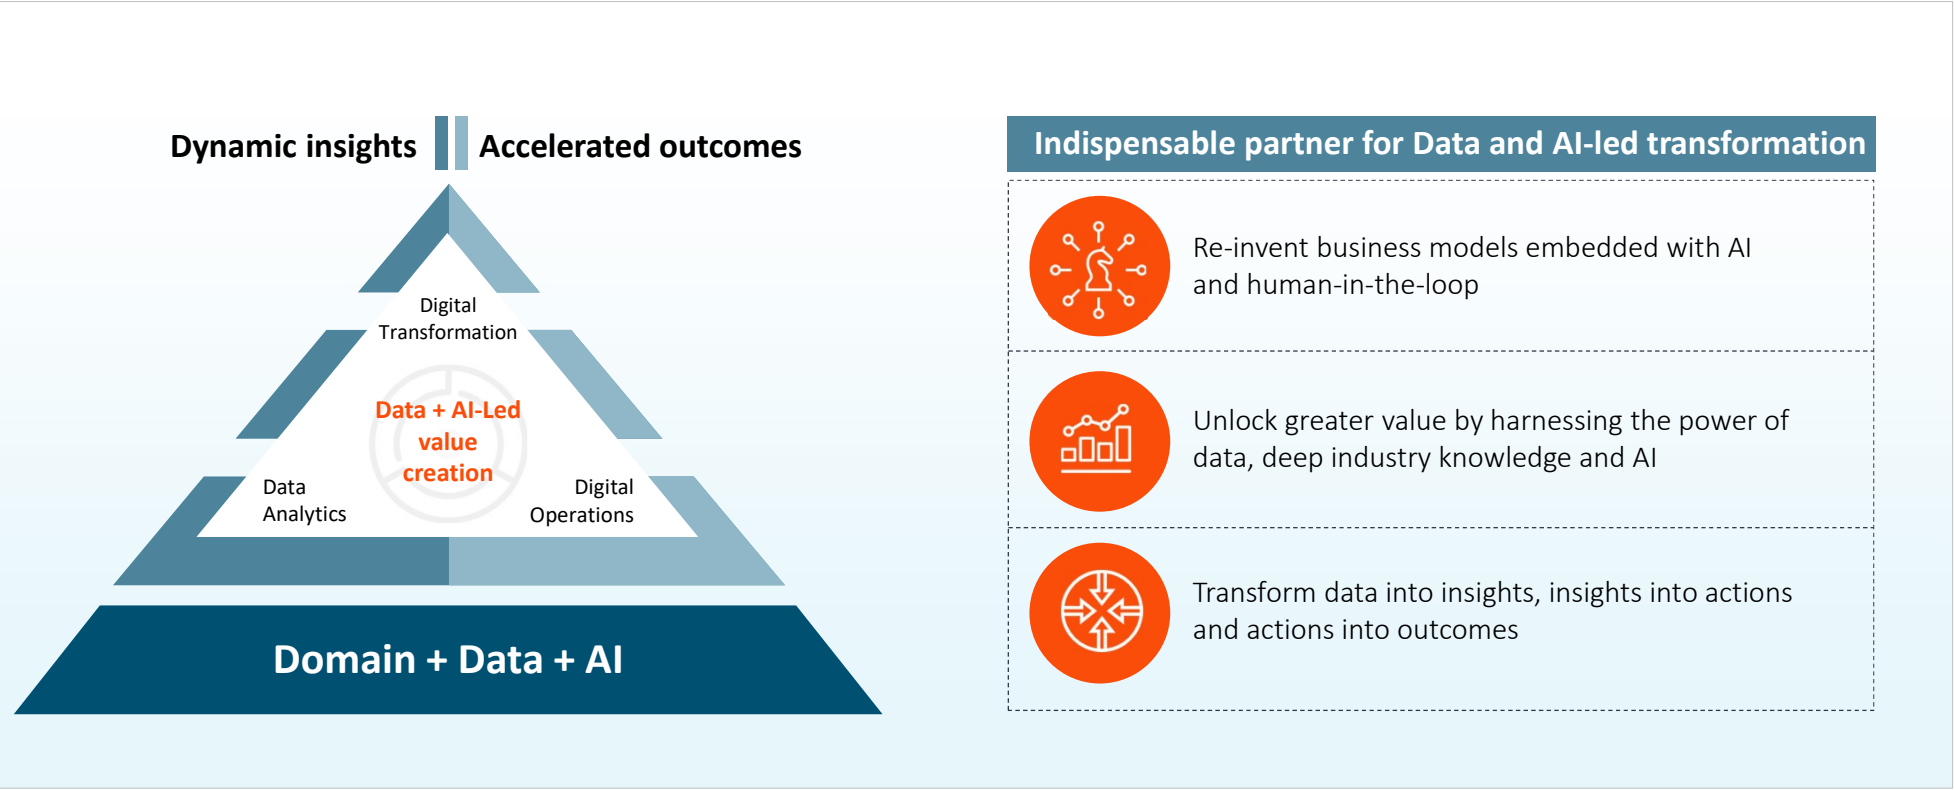 Dynamic insights
Accelerated outcomes
Digital
Transformation
Data + AI-Led
value
creation
Data
Analytics
Digital
Operations
Domain + Data + AI
Indispensable partner for Data and AI-led transformation
Re-invent business models embedded with AI
and human-in-the-loop
Unlock greater value by harnessing the power of
data, deep industry knowledge and AI
Transform data into insights, insights into actions
and actions into outcomes